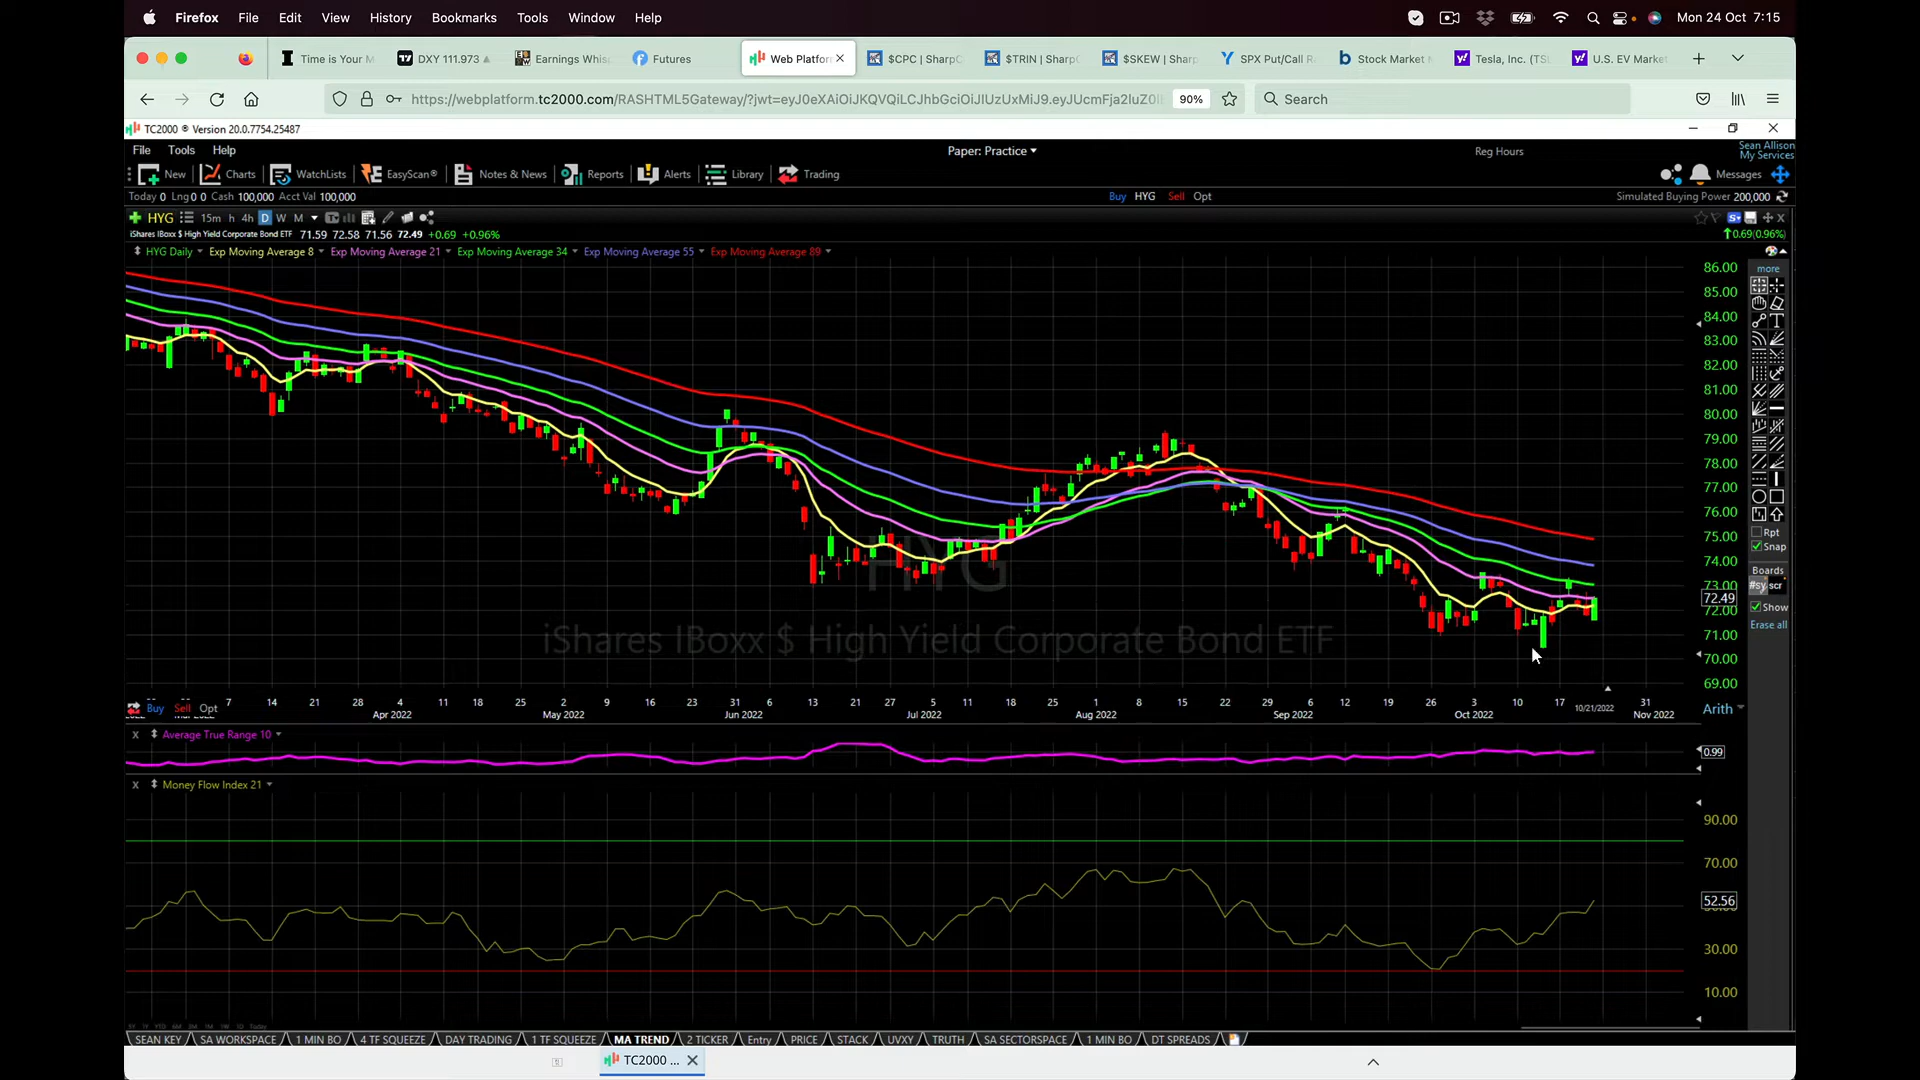 Firefox File Edit View History Bookmarks Tools Window Help Mon 24 Oct 7:15
Time is Your M DXY 111.973 Earnings Whis Futures Web Platfor $CPC | SharpC $TRIN | SharpC $SKEW | Sharp SPX Put/Call R Stock Market Tesla, Inc. (TS U.S. EV Market
https://webplatform.tc2000.com/RASHTML5Gateway/?jwt=eyJ0eXAiOiJKQVQiLCJhbGciOiJIUzUxMiJ9.eyJUcmFja2luZ0l 90% Search
TC2000 ® Version 20.0.7754.25487
File Tools Help Paper: Practice Reg Hours Sean Allison
My Services
New Charts WatchLists EasyScan® Notes & News Reports Alerts Library Trading Messages
Today 0 Lng 0 0 Cash 100,000 Acct Val 100,000 Buy HYG Sell Opt Simulated Buying Power 200,000
HYG 15m h 4h D W M
iShares IBoxx $ High Yield Corporate Bond ETF 71.59 72.58 71.56 72.49 +0.69 +0.96% 0.69(0.96%)
HYG Daily Exp Moving Average 8 Exp Moving Average 21 Exp Moving Average 34 Exp Moving Average 55 Exp Moving Average 89
more
86.00
85.00
84.00
83.00
82.00
81.00
80.00
79.00
78.00
77.00
76.00
75.00
74.00
73.00
72.49
72.00
71.00
70.00
69.00
Rpt
Snap
Boards
#sy scr
Show
Erase all
HYG
iShares IBoxx $ High Yield Corporate Bond ETF
7 14 21 28 4 11 18 25 2 9 16 23 31 6 13 21 27 5 11 18 25 1 8 15 22 29 6 12 19 26 3 10 17 10/21/2022 31
Buy Sell Opt Arith
Apr 2022 May 2022 Jun 2022 Jul 2022 Aug 2022 Sep 2022 Oct 2022 Nov 2022
Average True Range 10
0.99
Money Flow Index 21
90.00
70.00
52.56
30.00
10.00
SEAN KEY SA WORKSPACE 1 MIN BO 4 TF SQUEEZE DAY TRADING 1 TF SQUEEZE MA TREND 2 TICKER Entry PRICE STACK UVXY TRUTH SA SECTORSPACE 1 MIN BO DT SPREADS
TC2000 ...